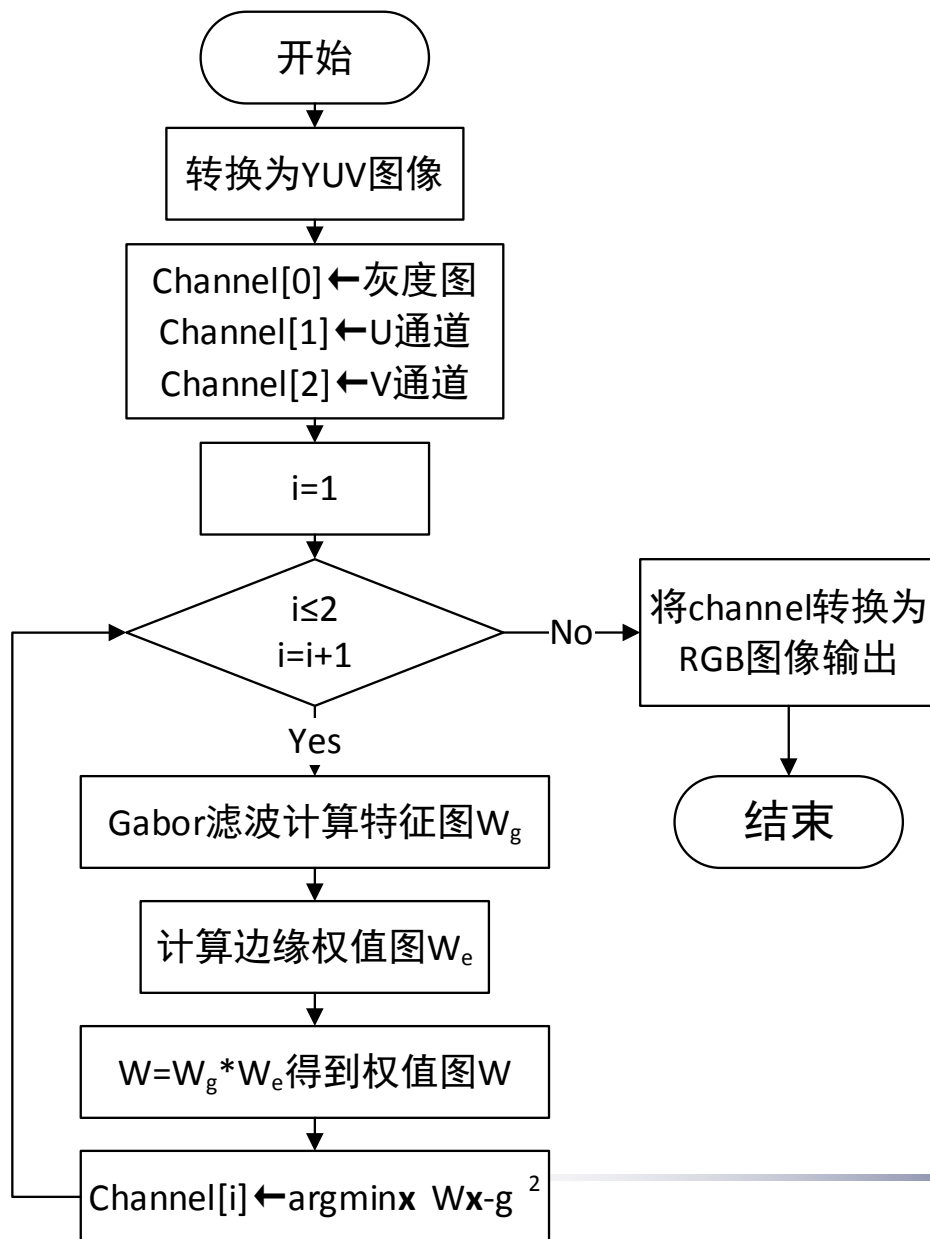 开始
转换为YUV图像
Channel[0]←灰度图
Channel[1]←U通道
Channel[2]←V通道
i=1
i≤2
i=i+1
No
将channel转换为
RGB图像输出
结束
Yes
Gabor滤波计算特征图Wg
计算边缘权值图We
W=Wg*We得到权值图W
Channel[i]←argminx Wx-g 2